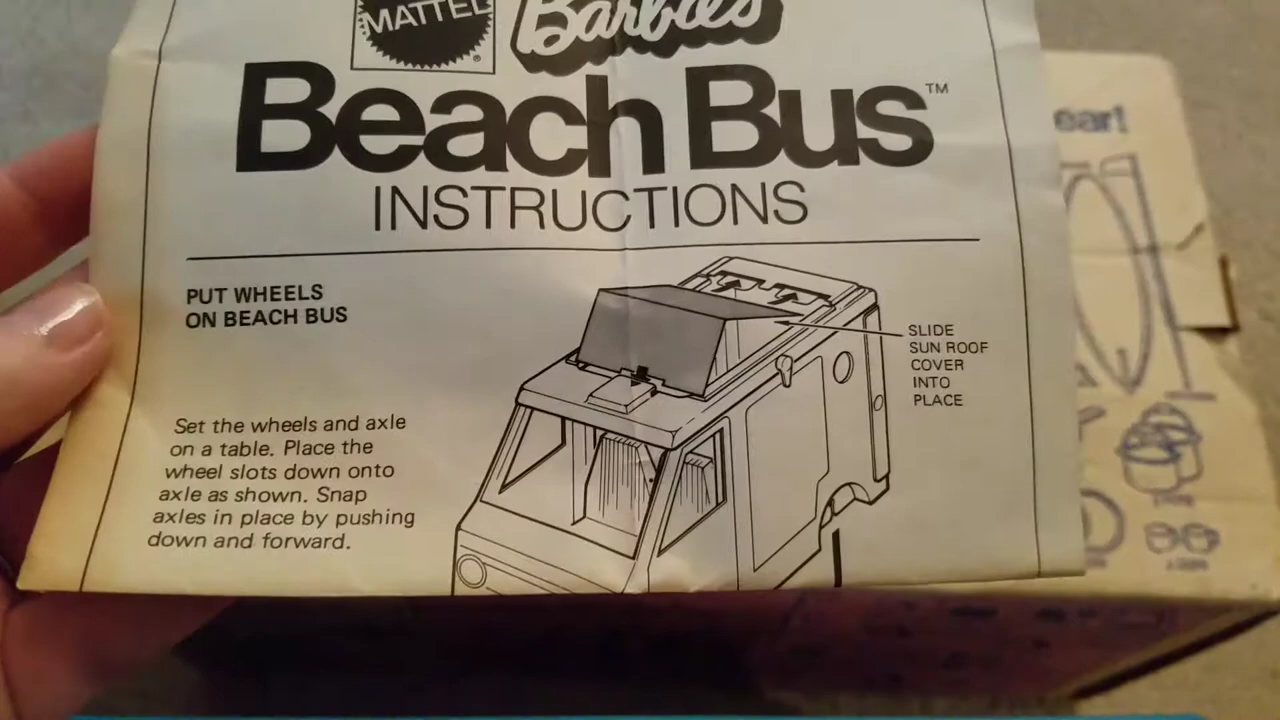 MATTEL
®
Barbie's
Beach Bus™
INSTRUCTIONS
PUT WHEELS
ON BEACH BUS
SLIDE
SUN ROOF
COVER
INTO
PLACE
Set the wheels and axle
on a table. Place the
wheel slots down onto
axle as shown. Snap
axles in place by pushing
down and forward.